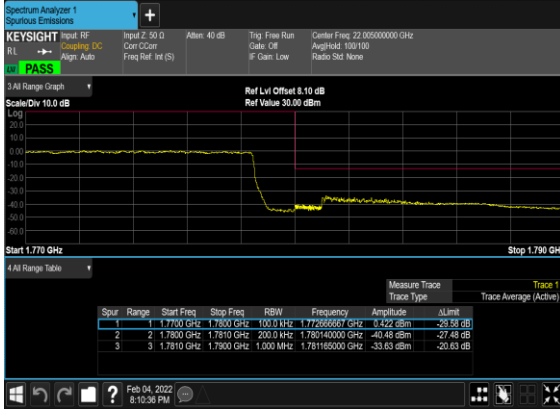 Spectrum Analyzer 1
Spurious Emissions
+
KEYSIGHT Input: RF Input Z: 50 Ω Atten: 40 dB Trig: Free Run Center Freq: 22.005000000 GHz
RL Coupling: DC Corr CCorr Gate: Off Avg|Hold: 100/100
Align: Auto Freq Ref: Int (S) IF Gain: Low Radio Std: None
PASS
3 All Range Graph Ref Lvl Offset 8.10 dB
Scale/Div 10.0 dB Ref Value 30.00 dBm
Log
20.0
10.0
0.00
-10.0
-20.0
-30.0
-40.0
-50.0
-60.0
Start 1.770 GHz Stop 1.790 GH
4 All Range Table
Measure Trace Trace 1
Trace Type Trace Average (Active)
Spur Range Start Freq Stop Freq RBW Frequency Amplitude ΔLimit
1 1 1.7700 GHz 1.7800 GHz 100.0 kHz 1.772666667 GHz 0.422 dBm -29.58 dB
2 2 1.7800 GHz 1.7810 GHz 200.0 kHz 1.780140000 GHz -40.48 dBm -27.48 dB
3 3 1.7810 GHz 1.7900 GHz 1.000 MHz 1.781165000 GHz -33.63 dBm -20.63 dB
? Feb 04, 2022
8:10:36 PM